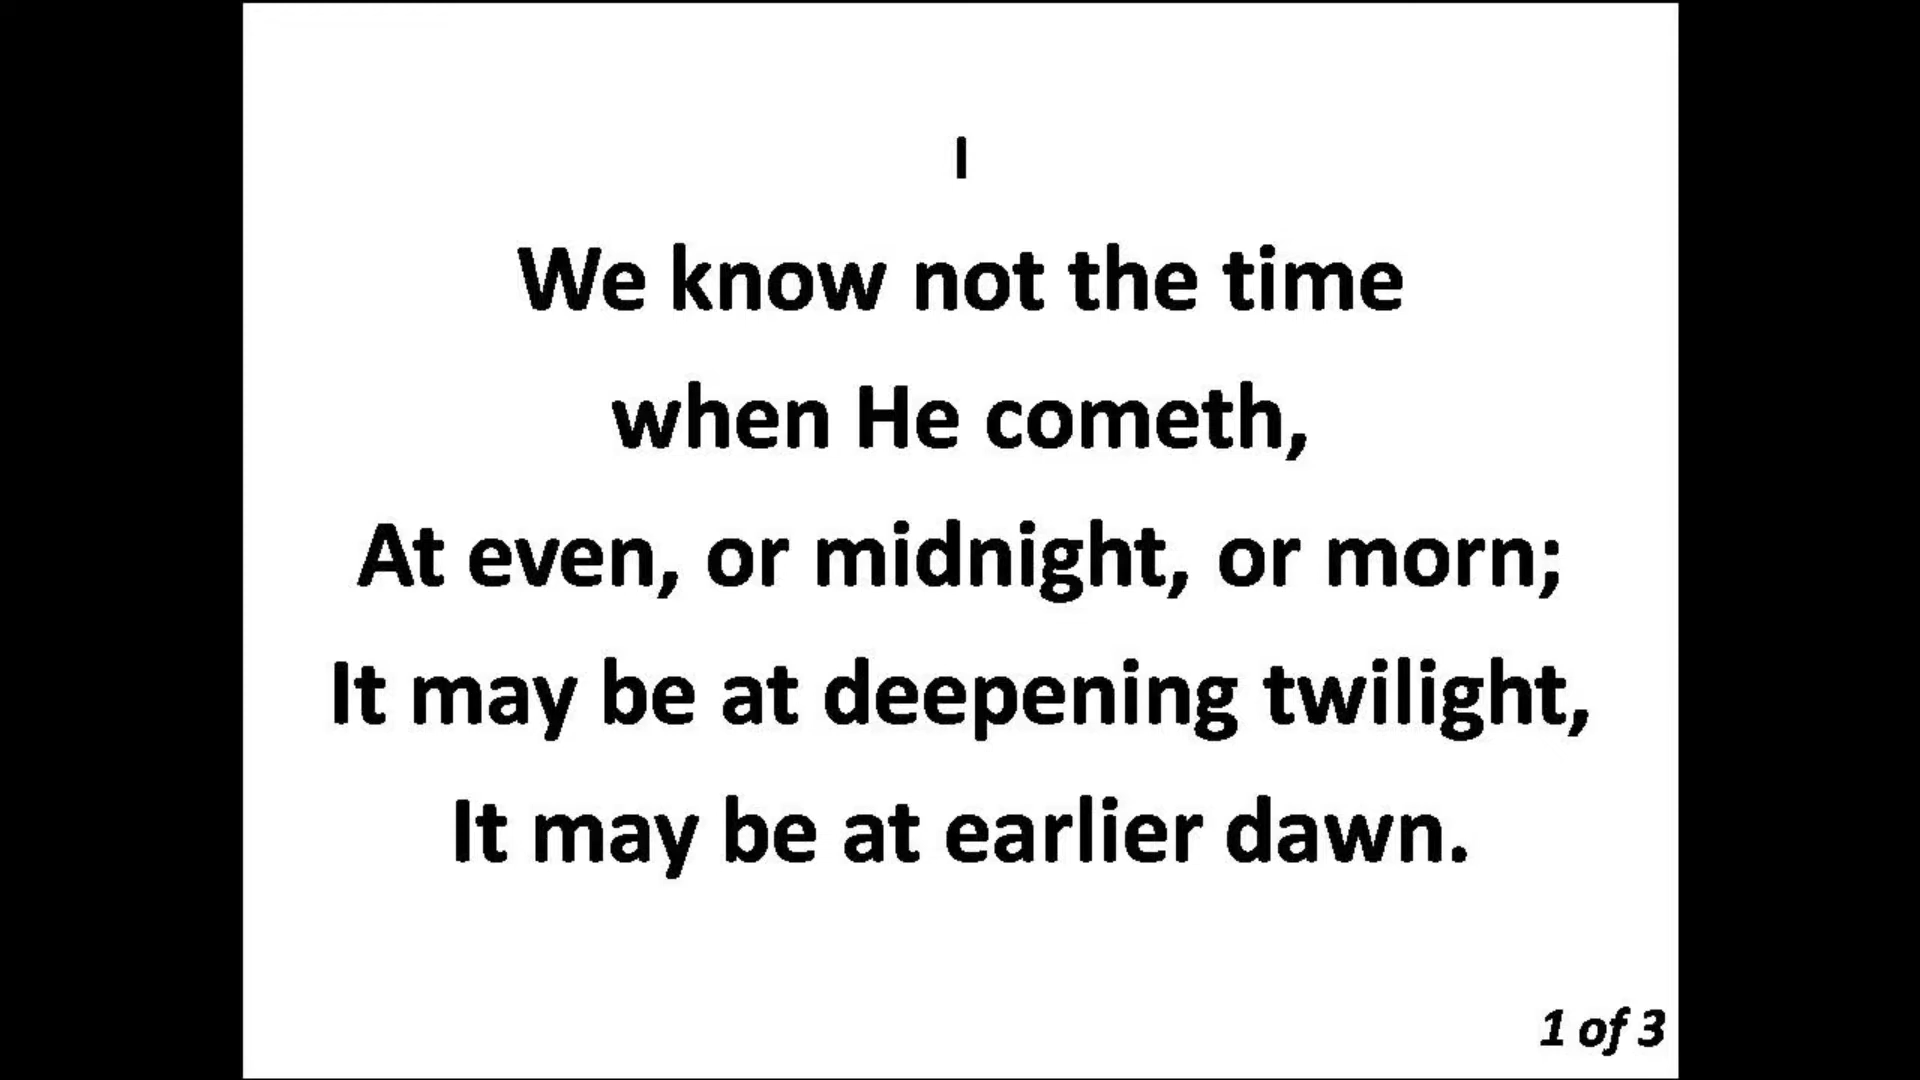 I
We know not the time
when He cometh,
At even, or midnight, or morn;
It may be at deepening twilight,
It may be at earlier dawn.
1 of 3